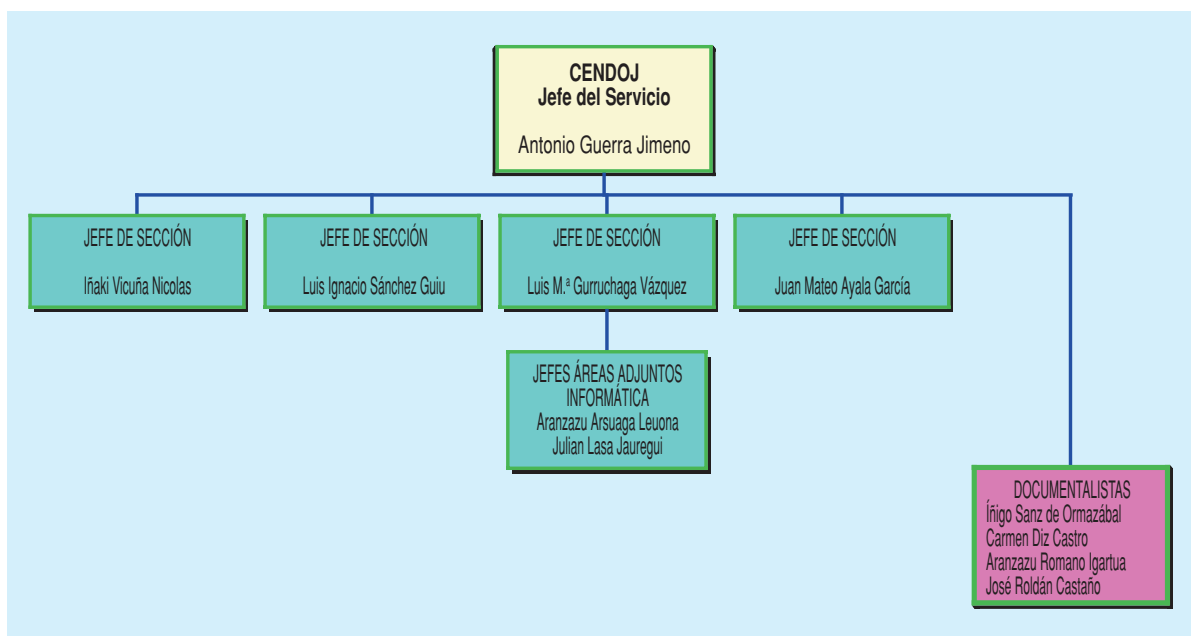 CENDOJ
Jefe del Servicio
Antonio Guerra Jimeno
JEFE DE SECCIÓN
Iñaki Vicuña Nicolas
JEFE DE SECCIÓN
Luis Ignacio Sánchez Guiu
JEFE DE SECCIÓN
Luis M.ª Gurruchaga Vázquez
JEFE DE SECCIÓN
Juan Mateo Ayala García
JEFES ÁREAS ADJUNTOS
INFORMÁTICA
Aranzazu Arsuaga Leuona
Julian Lasa Jauregui
DOCUMENTALISTAS
Íñigo Sanz de Ormazábal
Carmen Diz Castro
Aranzazu Romano Igartua
José Roldán Castaño